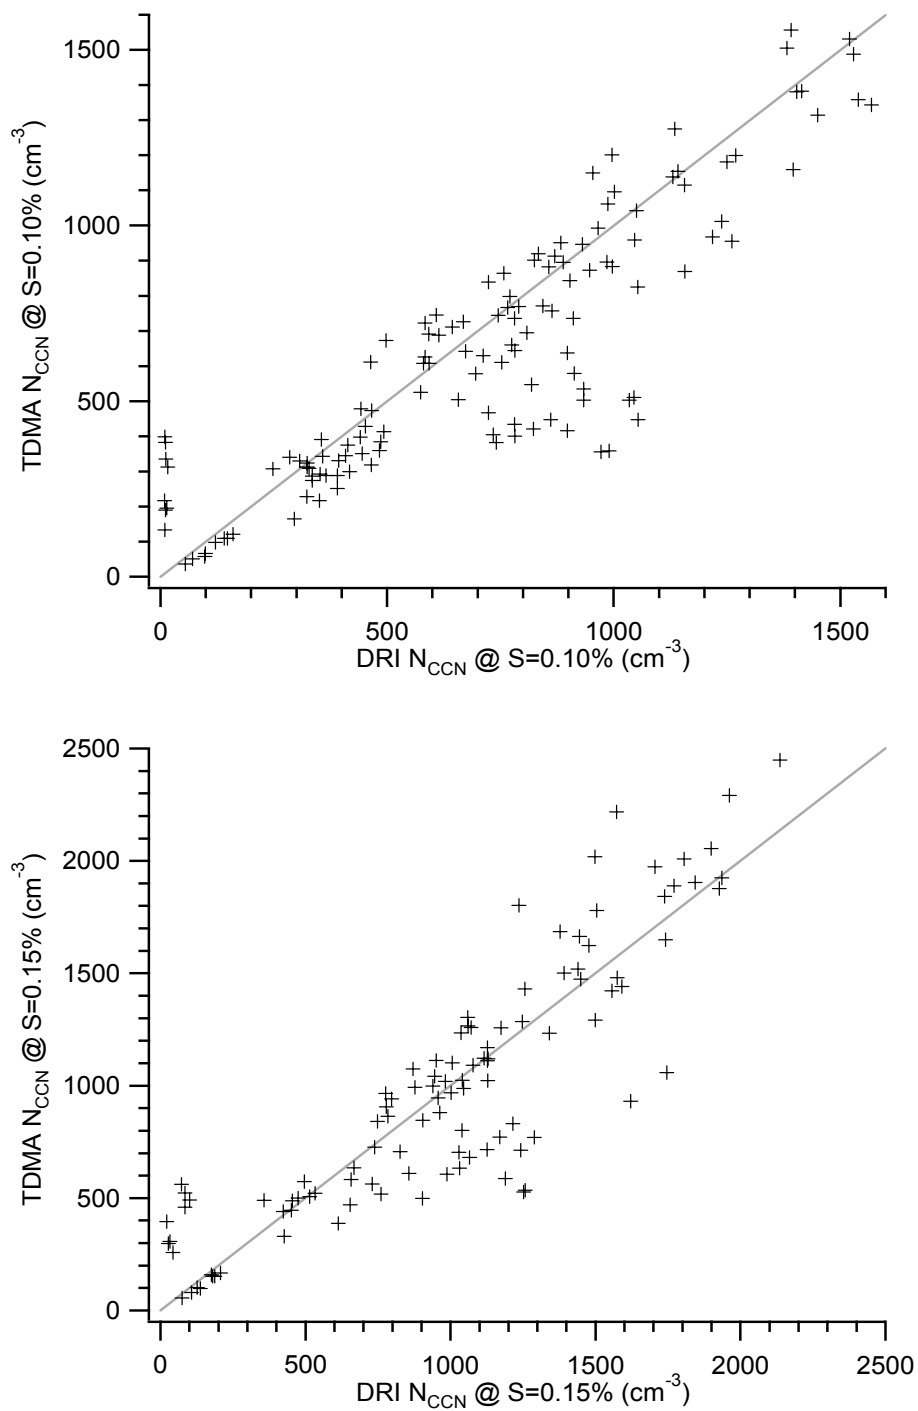 1500
1000
500
0
TDMA N_CCN @ S=0.10% (cm^-3)
0 500 1000 1500
DRI N_CCN @ S=0.10% (cm^-3)
2500
2000
1500
1000
500
0
TDMA N_CCN @ S=0.15% (cm^-3)
0 500 1000 1500 2000 2500
DRI N_CCN @ S=0.15% (cm^-3)